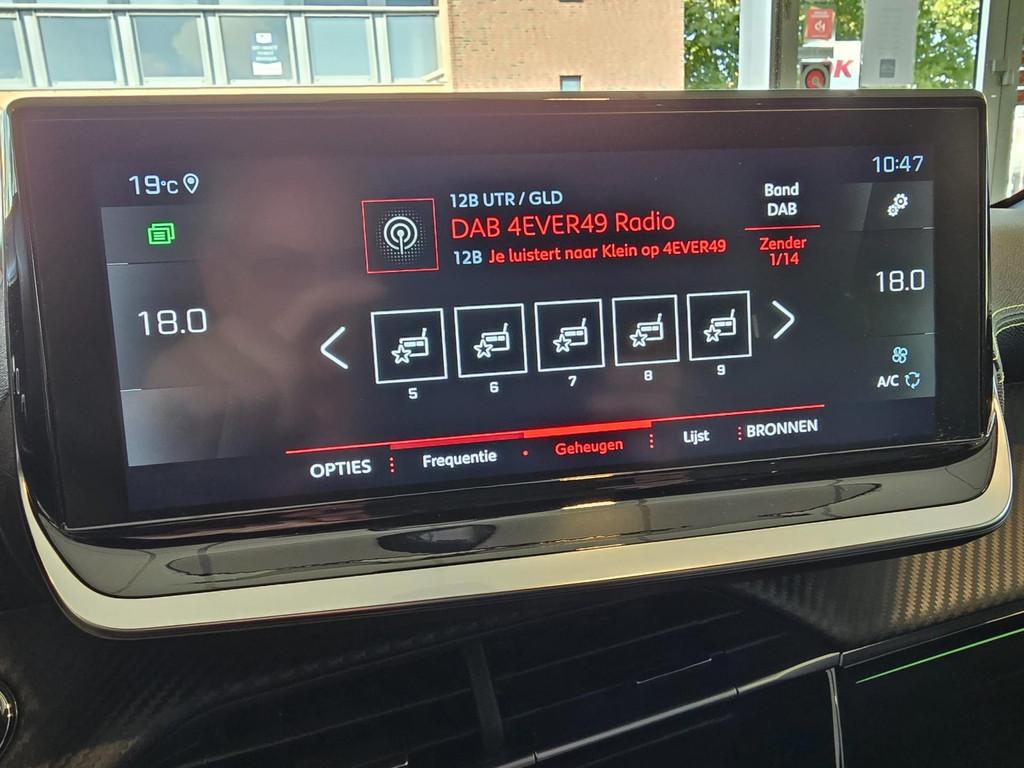 K
19°C
10:47
12B UTR / GLD
DAB 4EVER49 Radio
12B Je luistert naar Klein op 4EVER49
Band
DAB
Zender
1/14
18.0
18.0
5
6
7
8
9
A/C
OPTIES
Frequentie
Geheugen
Lijst
BRONNEN